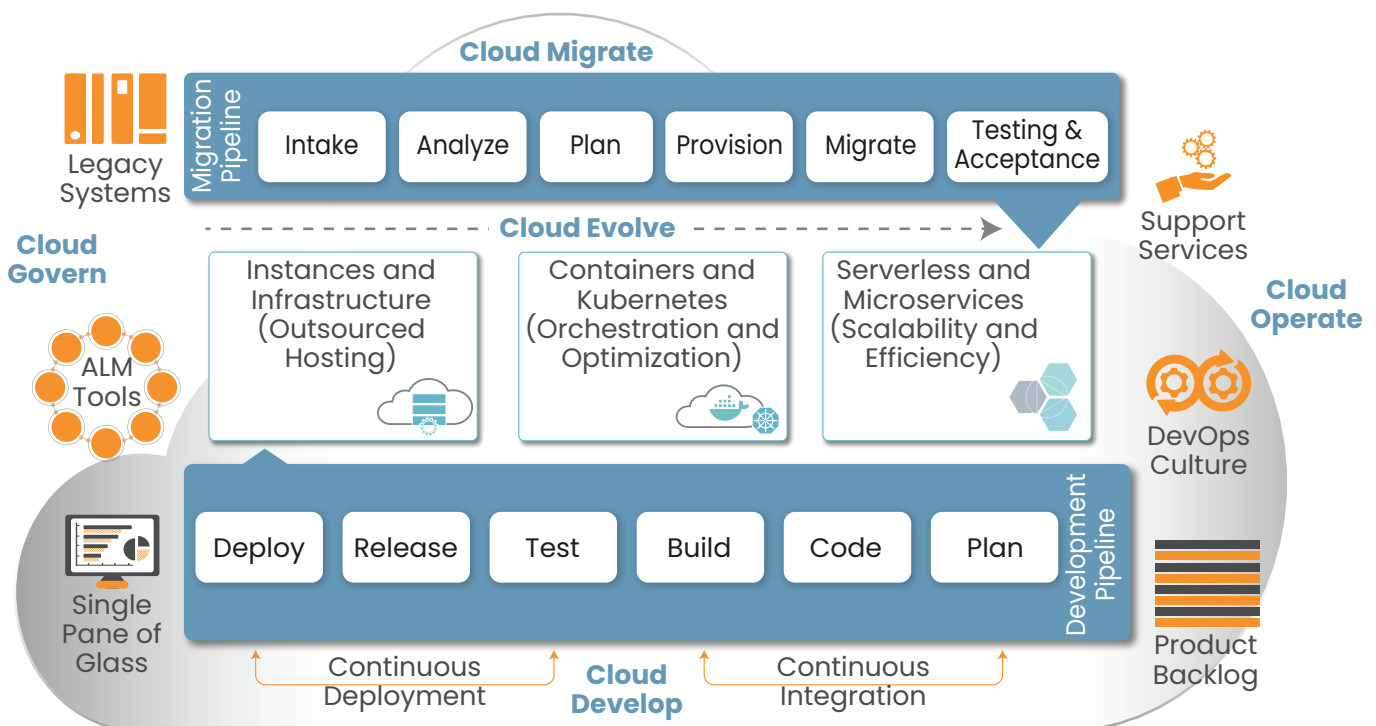 Cloud Migrate
Legacy
Systems
Migration
Pipeline
Intake
Analyze
Plan
Provision
Migrate
Testing &
Acceptance
Support
Services
Cloud
Govern
Cloud Evolve
Instances and
Infrastructure
(Outsourced
Hosting)
Containers and
Kubernetes
(Orchestration and
Optimization)
Serverless and
Microservices
(Scalability and
Efficiency)
Cloud
Operate
ALM
Tools
DevOps
Culture
Single
Pane of
Glass
Deploy
Release
Test
Build
Code
Plan
Development
Pipeline
Product
Backlog
Continuous
Deployment
Cloud
Develop
Continuous
Integration